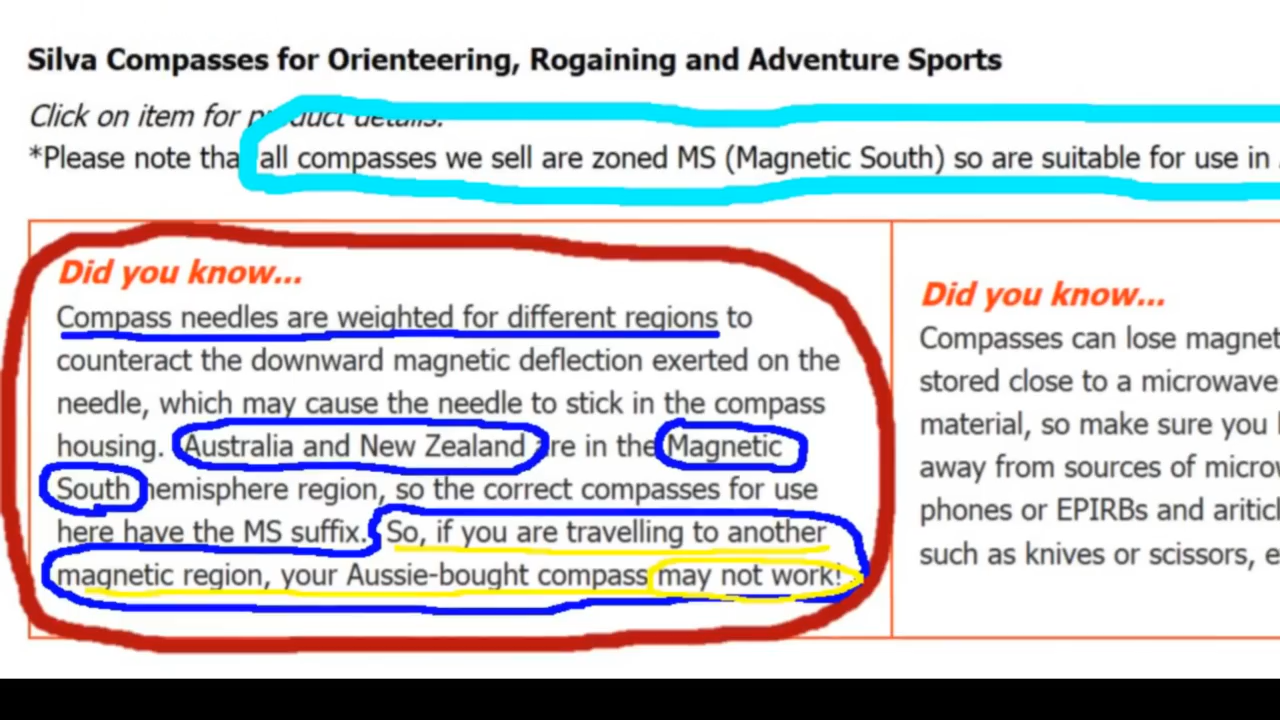 Silva Compasses for Orienteering, Rogaining and Adventure Sports
Click on item for product details.
*Please note that all compasses we sell are zoned MS (Magnetic South) so are suitable for use in
Did you know...
Compass needles are weighted for different regions to
counteract the downward magnetic deflection exerted on the
needle, which may cause the needle to stick in the compass
housing. Australia and New Zealand are in the Magnetic
South hemisphere region, so the correct compasses for use
here have the MS suffix. So, if you are travelling to another
magnetic region, your Aussie-bought compass may not work!
Did you know...
Compasses can lose magnet
stored close to a microwave
material, so make sure you
away from sources of microw
phones or EPIRBs andariticl
such as knives or scissors, e